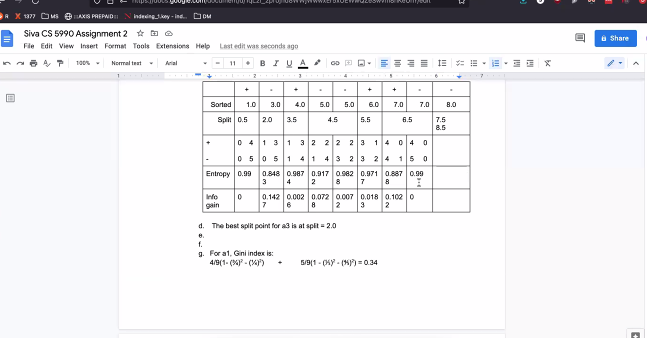 R 1377 MS AXIS PREPAID indexing_1.key - Ind... DM
Siva CS 5990 Assignment 2
Share
File Edit View Insert Format Tools Extensions Help Last edit was seconds ago
100% Normal text Arial 11 B I U A
1 2 3 4 5 6 7
+ - + - - + + - -
Sorted 1.0 3.0 4.0 5.0 5.0 6.0 7.0 7.0 8.0
Split 0.5 2.0 3.5 4.5 5.5 6.5 7.5
8.5
+ 0 4 1 3 1 3 2 2 2 2 3 1 4 0 4 0
- 0 5 0 5 1 4 1 4 3 2 3 2 4 1 5 0
Entropy 0.99 0.848 0.987 0.917 0.982 0.971 0.887 0.99
3 4 2 8 7 8
Info 0 0.142 0.002 0.072 0.007 0.018 0.102 0
gain 7 6 8 2 3 2
d. The best split point for a3 is at split = 2.0
e.
f.
g. For a1, Gini index is:
4/9(1- (¾)² - (¼)²) + 5/9(1 - (⅕)² - (⅘)²) = 0.34